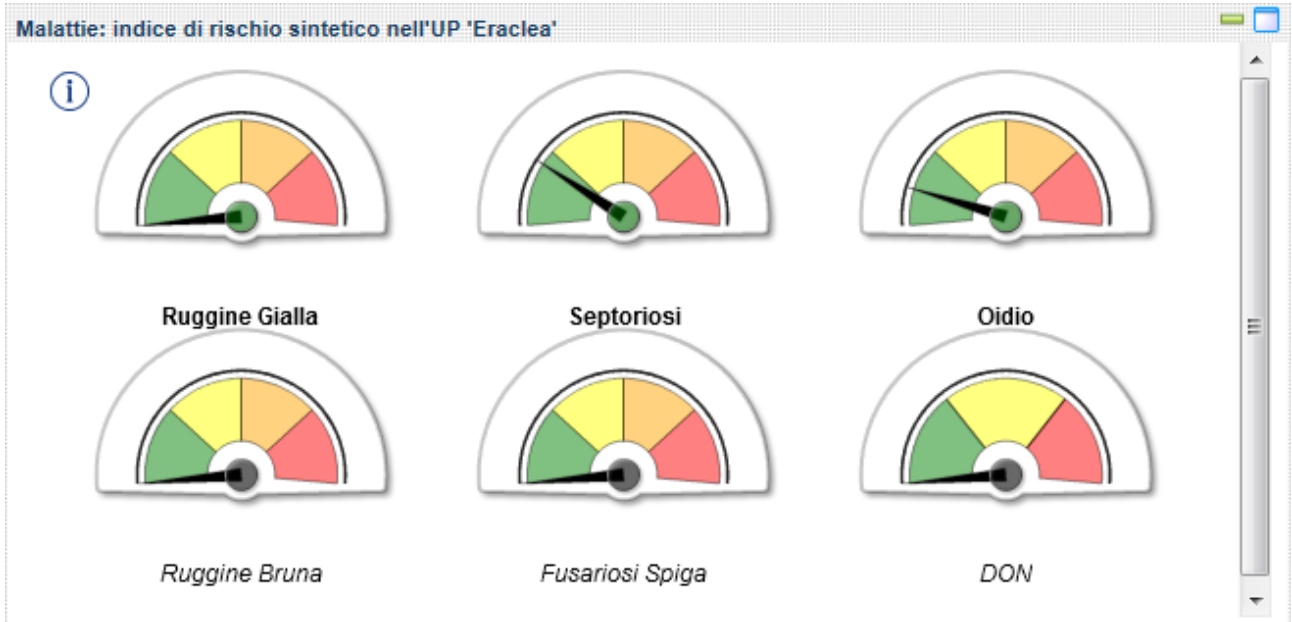 Malattie: indice di rischio sintetico nell'UP 'Eraclea'
i
Ruggine Gialla
Septoriosi
Oidio
Ruggine Bruna
Fusariosi Spiga
DON